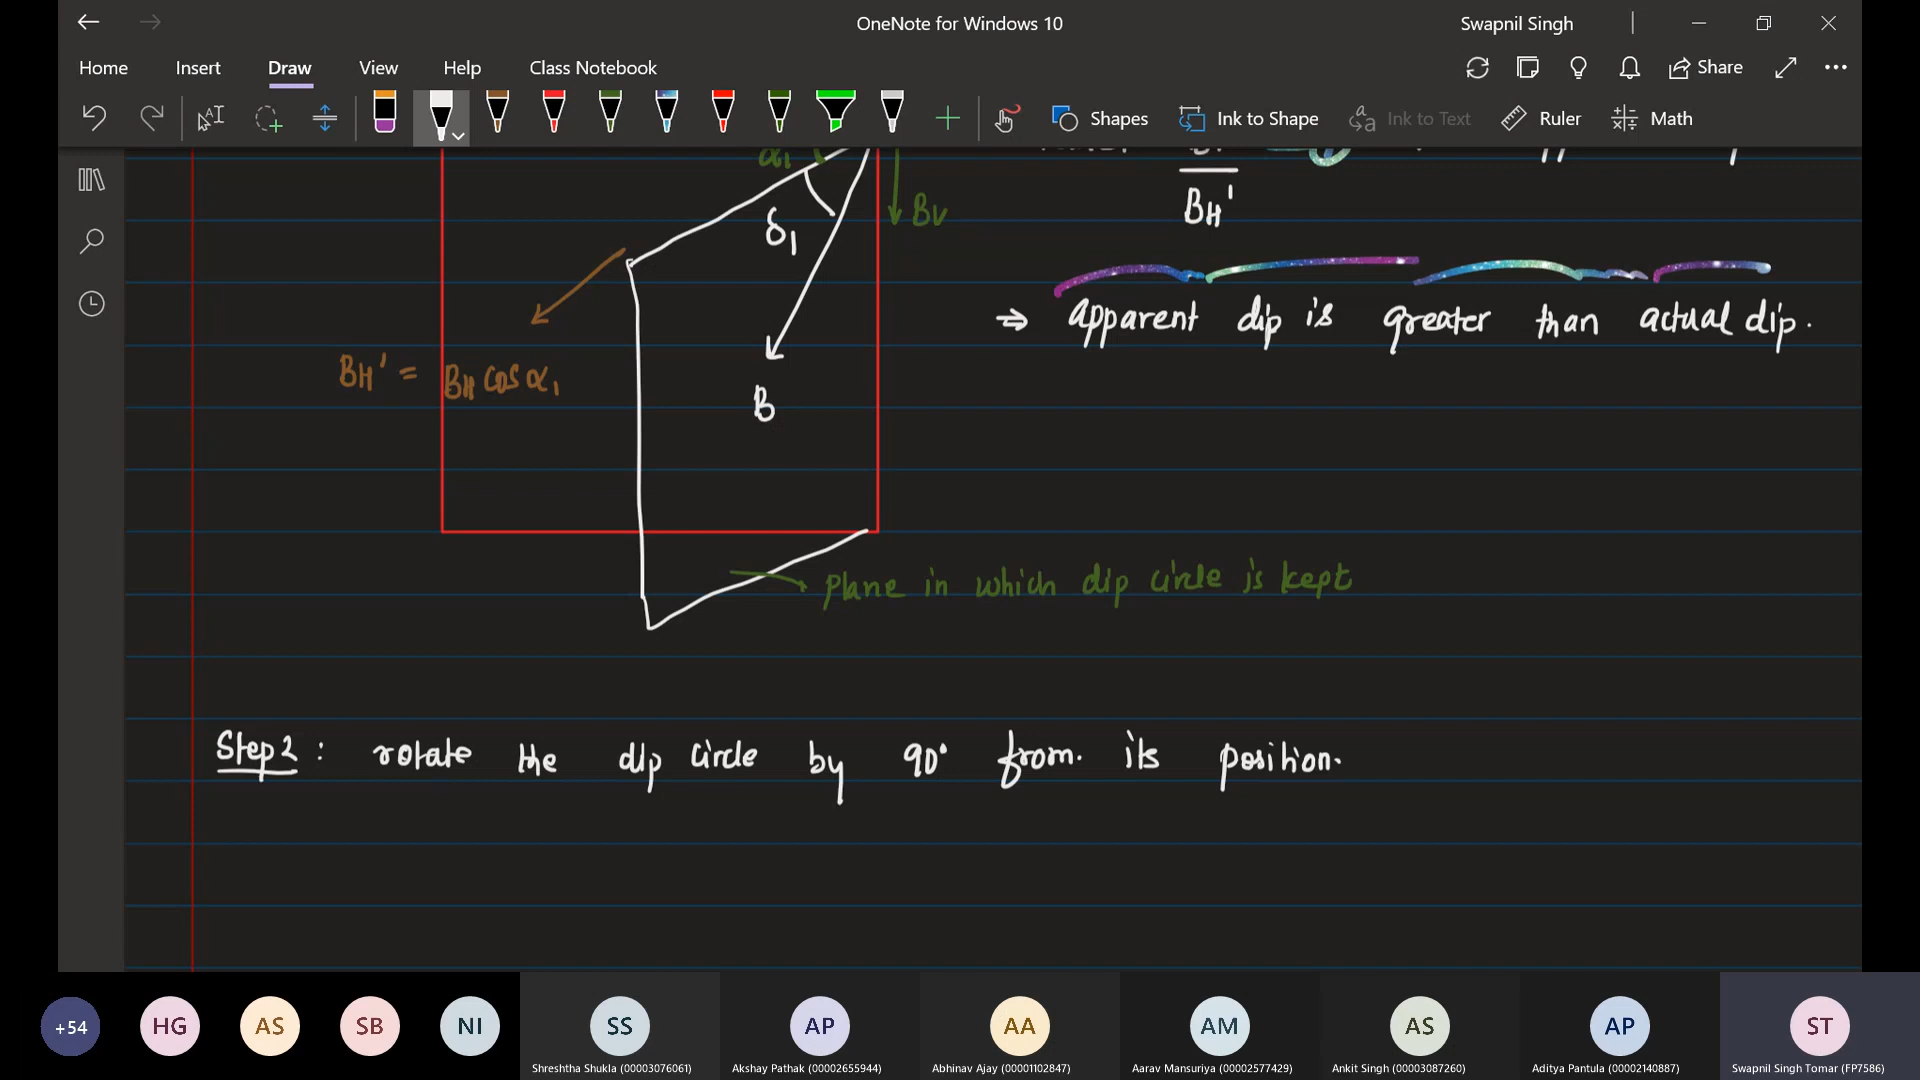 OneNote for Windows 10
Swapnil Singh
Home Insert Draw View Help Class Notebook
Share
Shapes Ink to Shape Ink to Text Ruler Math
α1
δ1
Bv
BH'
⇒ apparent dip is greater than actual dip.
BH' = BH cos α1
B
plane in which dip circle is kept
Step 2 : rotate the dip circle by 90° from its position.
+54 HG AS SB NI SS AP AA AM AS AP ST
Shreshtha Shukla (00003076061) Akshay Pathak (00002655944) Abhinav Ajay (00001102847) Aarav Mansuriya (00002577429) Ankit Singh (00003087260) Aditya Pantula (00002140887) Swapnil Singh Tomar (FP7586)